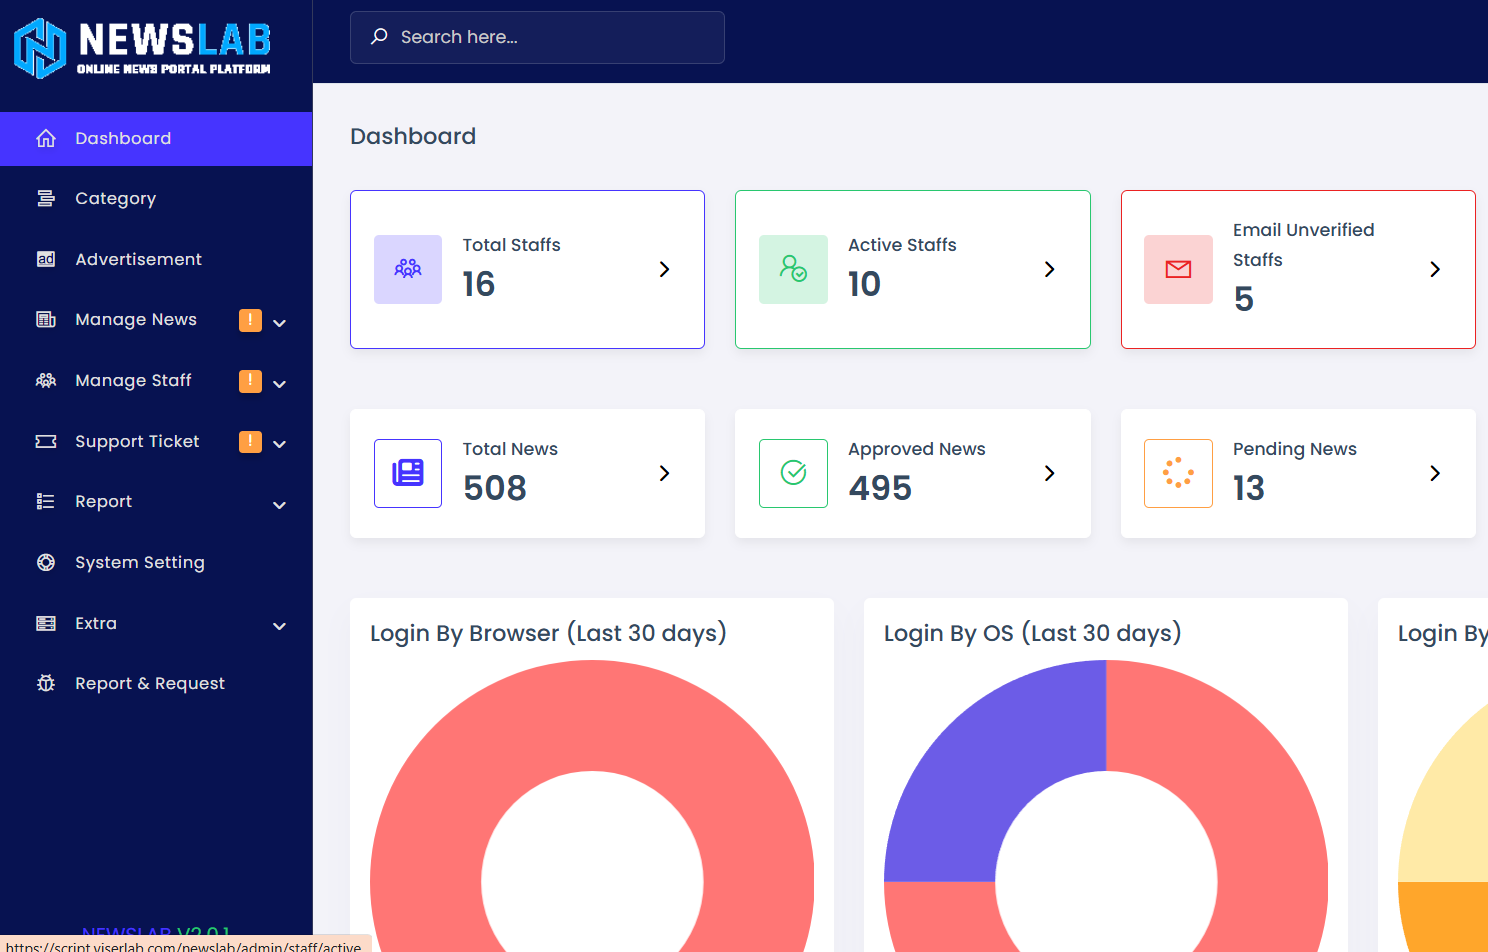 NEWSLAB
ONLINE NEWS PORTAL PLATFORM
Search here...
Dashboard
Category
ad Advertisement
Manage News !
Manage Staff !
Support Ticket !
Report
System Setting
Extra
Report & Request
NEWSLAB V2.0.1
https://script.viserlab.com/newslab/admin/staff/active
Dashboard
Total Staffs
16
Active Staffs
10
Email Unverified
Staffs
5
Total News
508
Approved News
495
Pending News
13
Login By Browser (Last 30 days)
Login By OS (Last 30 days)
Login By